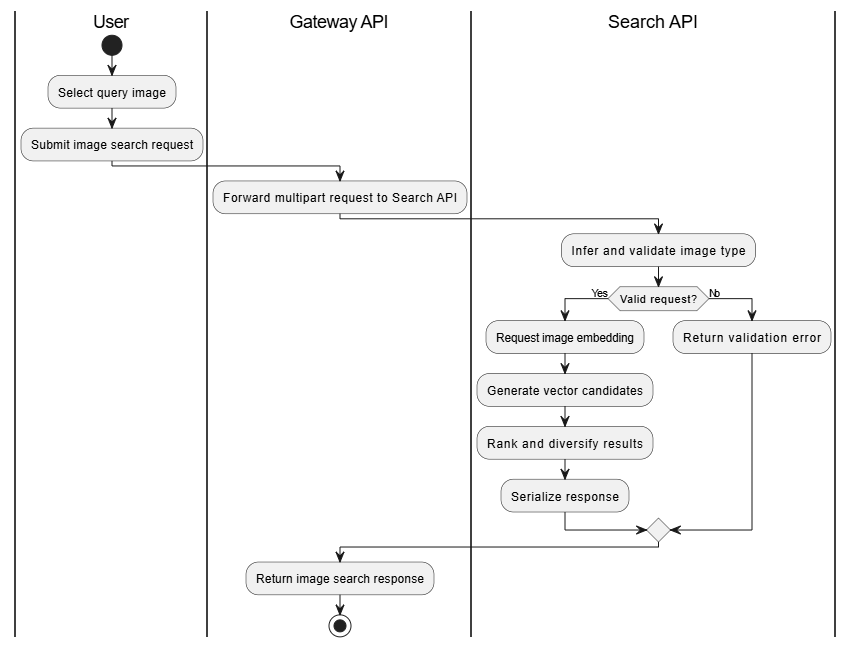 User
Gateway API
Search API
Select query image
Submit image search request
Forward multipart request to Search API
Infer and validate image type
Valid request?
Yes
No
Request image embedding
Return validation error
Generate vector candidates
Rank and diversify results
Serialize response
Return image search response